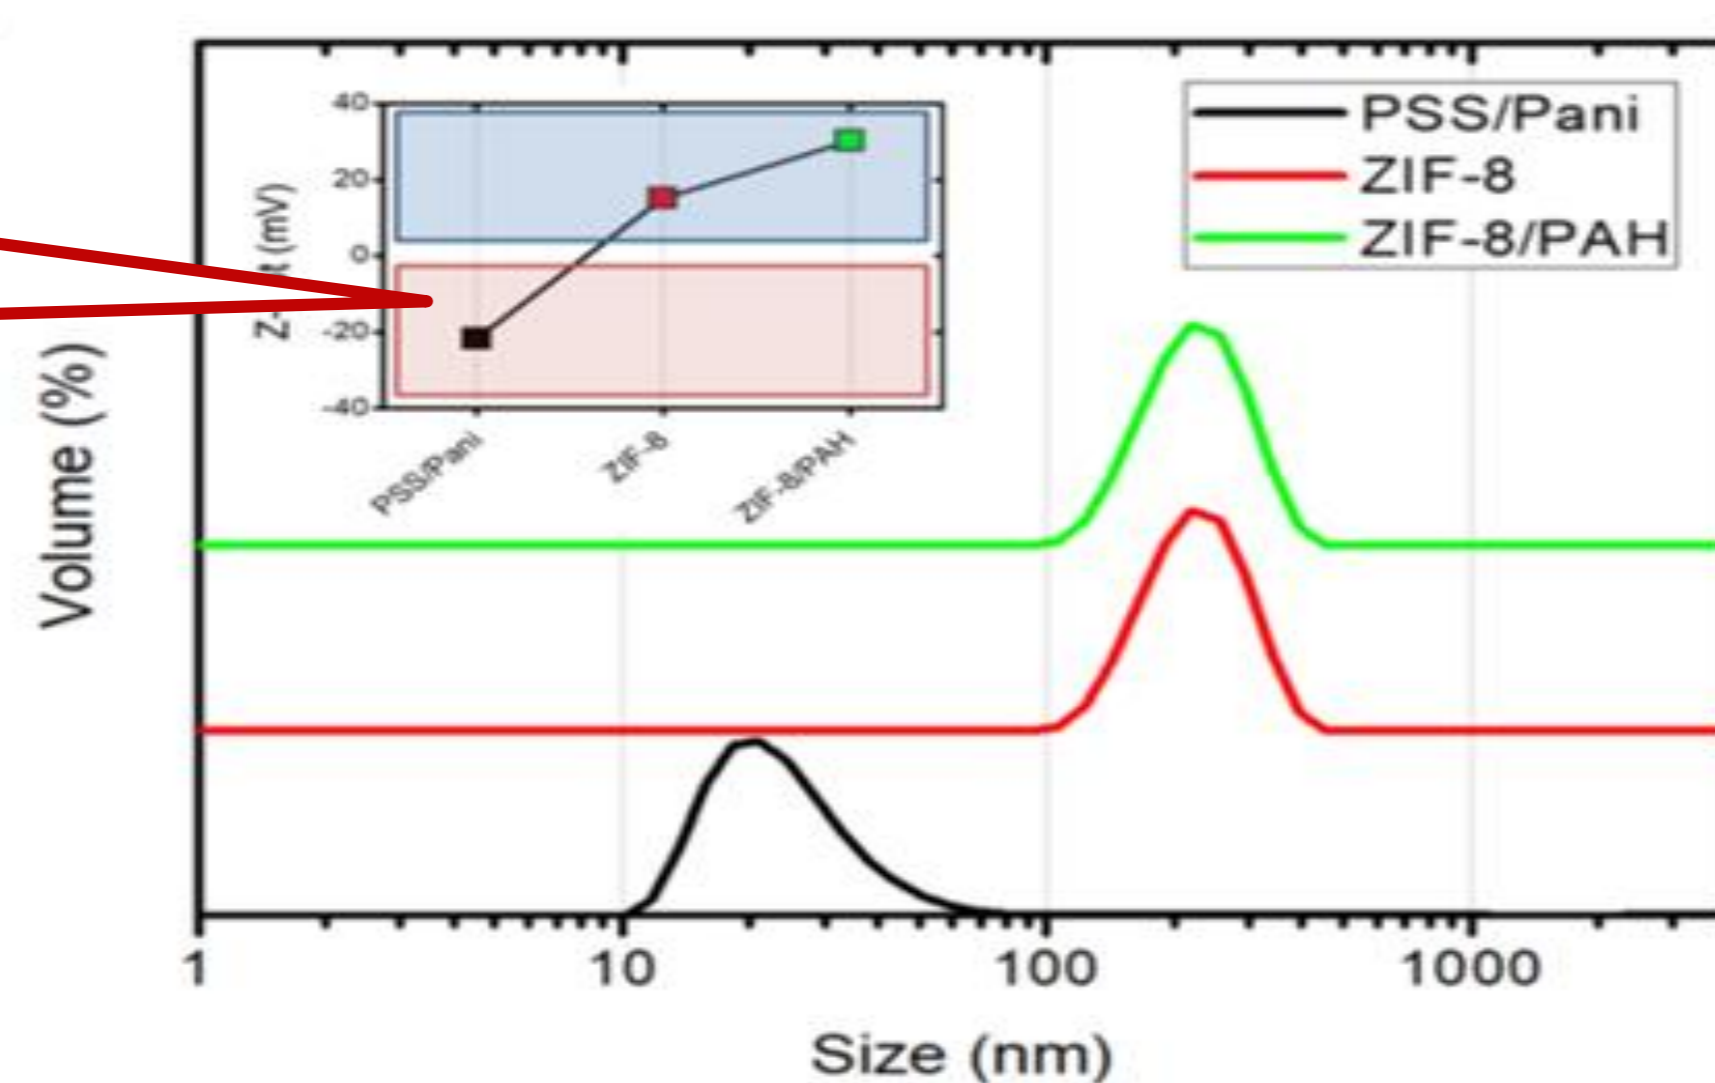 PSS/Pani
ZIF-8
ZIF-8/PAH
40
20
0
-20
-40
(mV)
PSS/Pani
ZIF-8
ZIF-8/PAH
Volume (%)
1
10
100
1000
Size (nm)